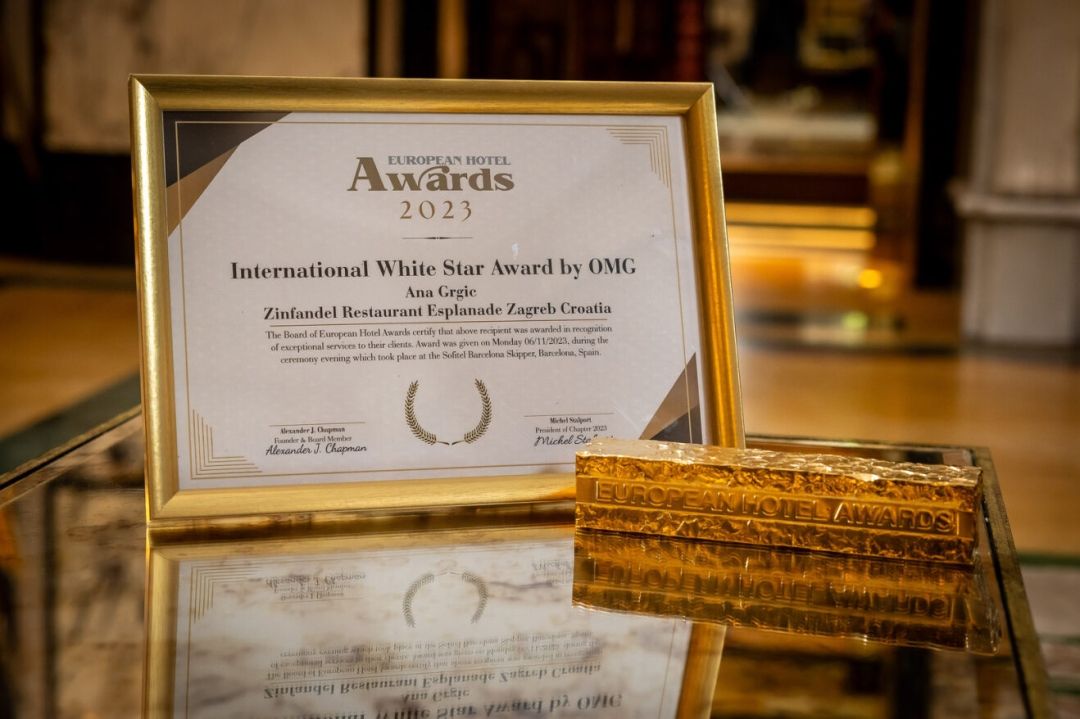 EUROPEAN HOTEL
Awards
2023
International White Star Award by OMG
Ana Grgic
Zinfandel Restaurant Esplanade Zagreb Croatia
The Board of European Hotel Awards certify that above recipient was awarded in recognition
of exceptional services to their clients. Award was given on Monday 06/11/2023, during the
ceremony evening which took place at the Sofitel Barcelona Skipper, Barcelona, Spain.
Alexander J. Chapman
Founder & Board Member
Alexander J. Chapman
Michel Stalport
President of Chapter 2023
Michel
EUROPEAN HOTEL AWARDS